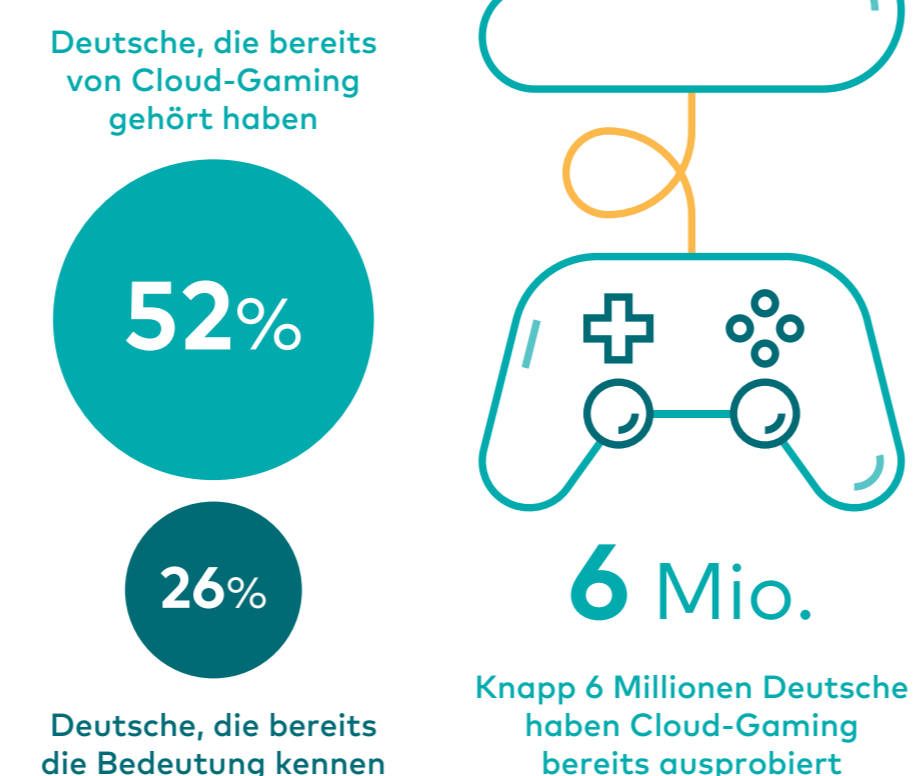 Deutsche, die bereits
von Cloud-Gaming
gehört haben
52%
26%
Deutsche, die bereits
die Bedeutung kennen
6 Mio.
Knapp 6 Millionen Deutsche
haben Cloud-Gaming
bereits ausprobiert